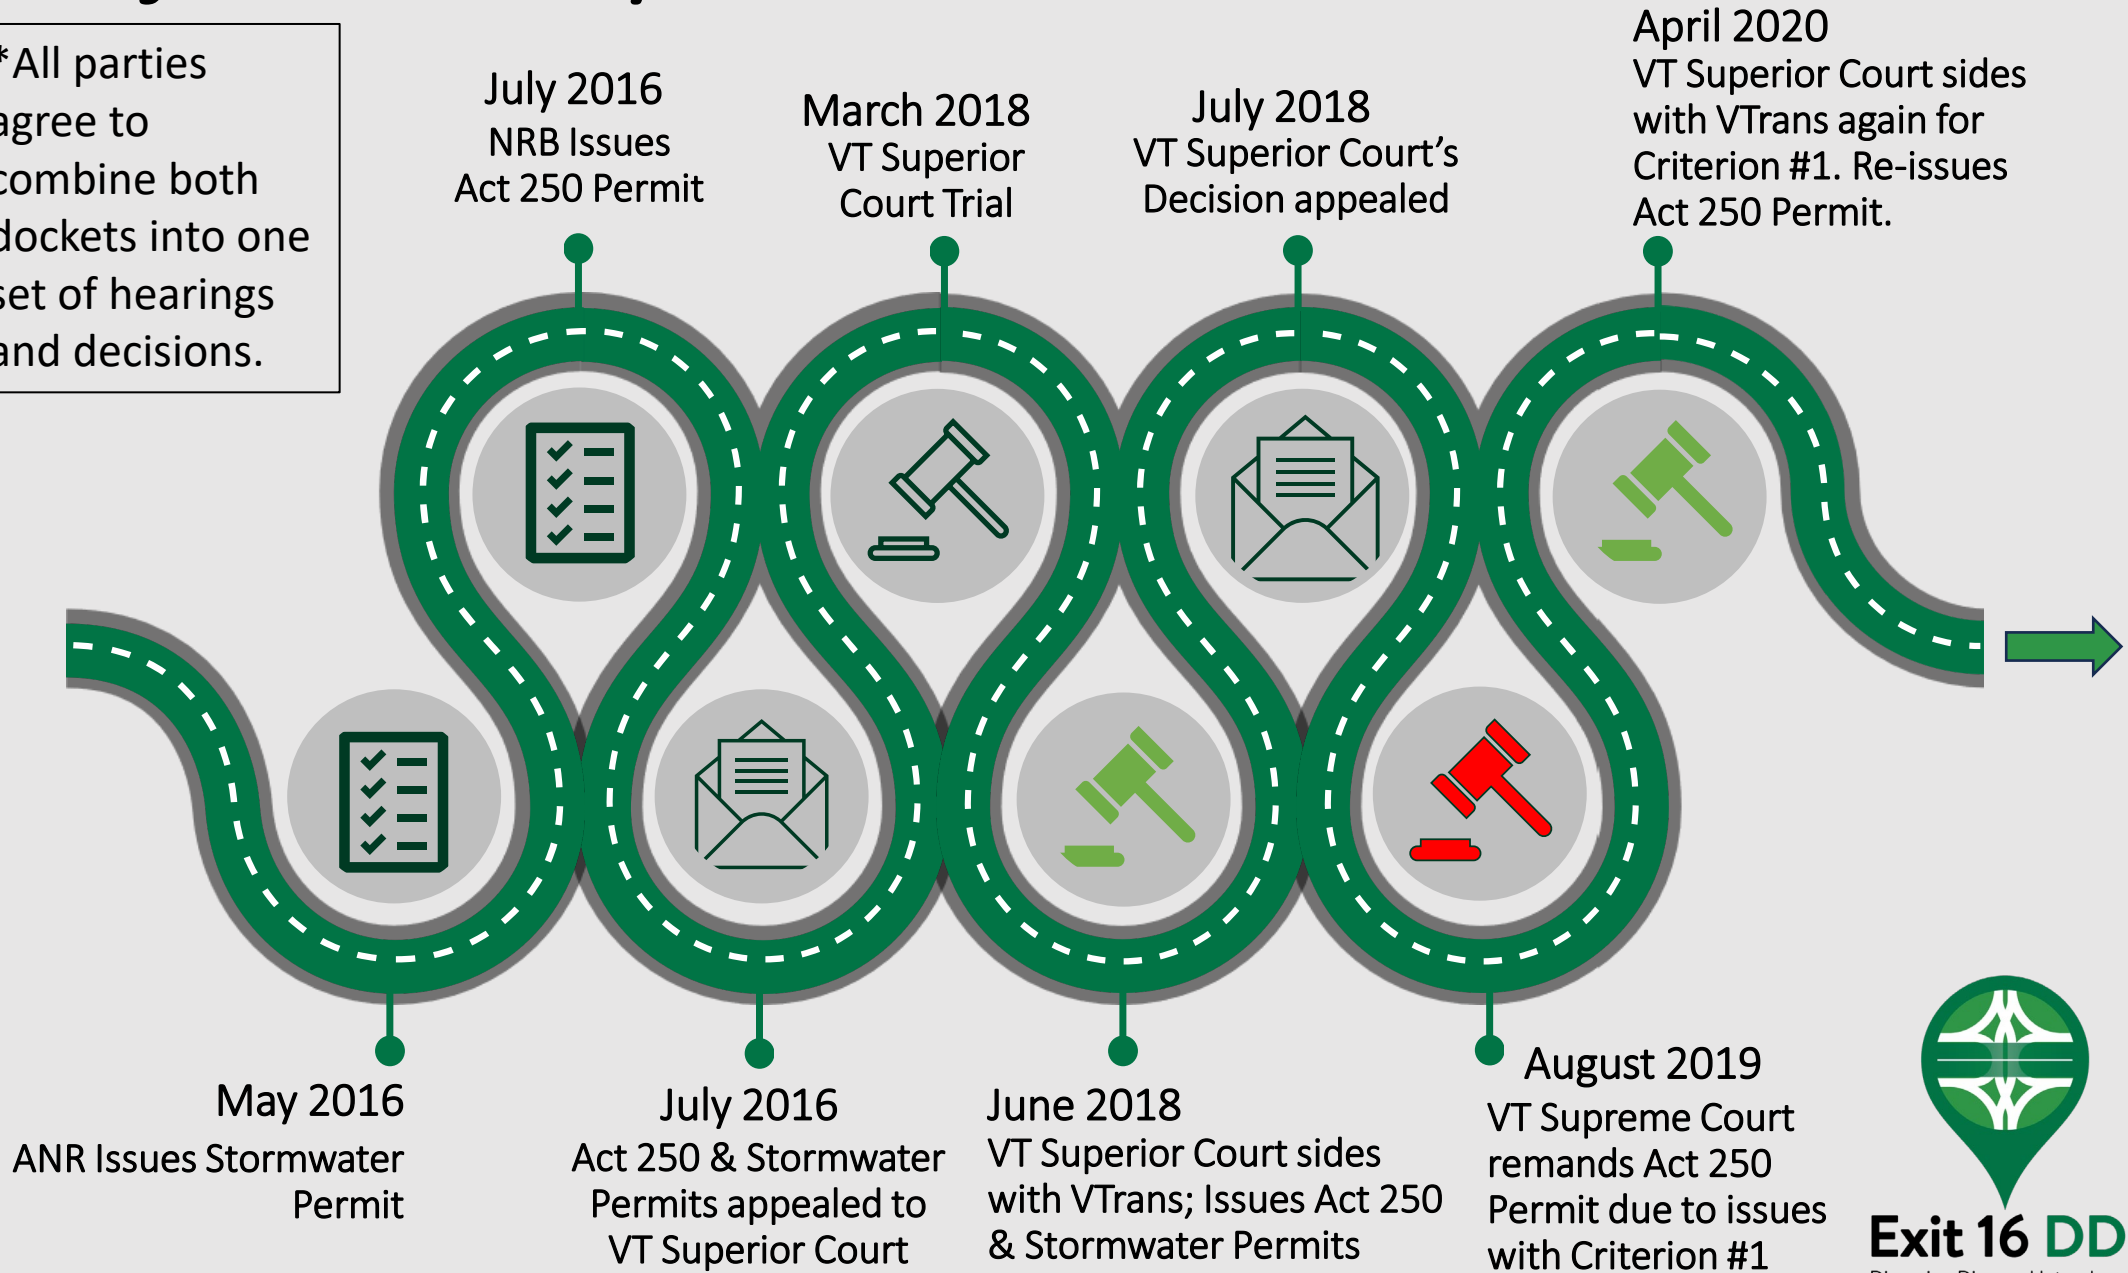 *All parties
agree to
combine both
dockets into one
set of hearings
and decisions.
July 2016
NRB Issues
Act 250 Permit
March 2018
VT Superior
Court Trial
July 2018
VT Superior Court's
Decision appealed
April 2020
VT Superior Court sides
with VTrans again for
Criterion #1. Re-issues
Act 250 Permit.
May 2016
ANR Issues Stormwater
Permit
July 2016
Act 250 & Stormwater
Permits appealed to
VT Superior Court
June 2018
VT Superior Court sides
with VTrans; Issues Act 250
& Stormwater Permits
August 2019
VT Supreme Court
remands Act 250
Permit due to issues
with Criterion #1
Exit 16 DD